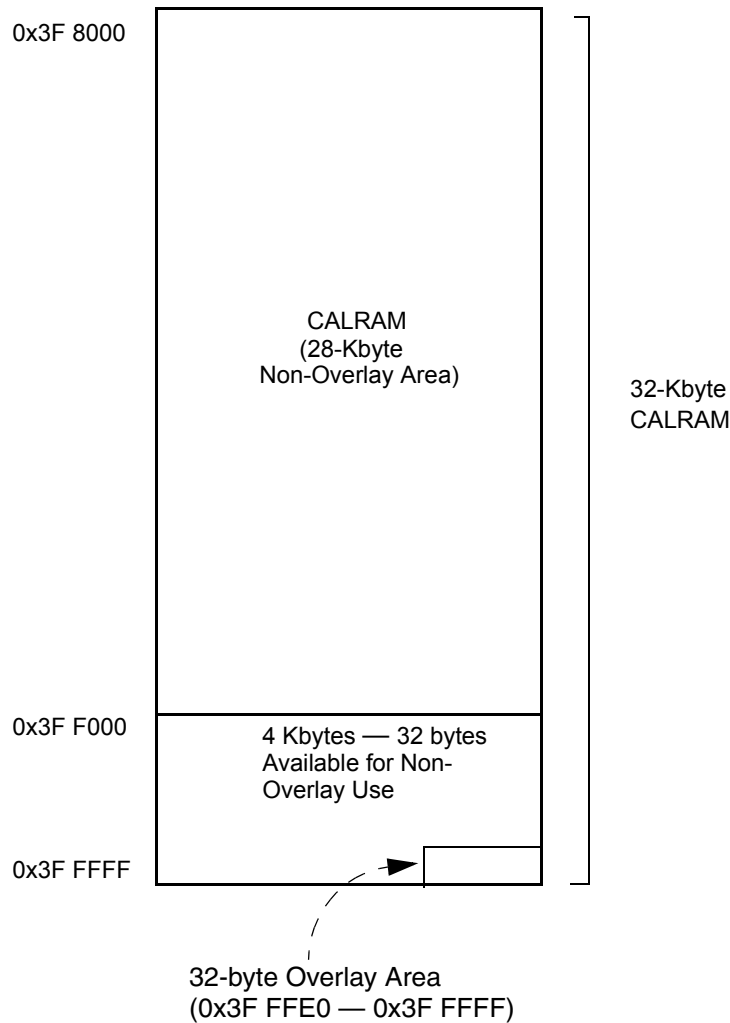 0x3F 8000
CALRAM
(28-Kbyte
Non-Overlay Area)
32-Kbyte
CALRAM
0x3F F000
4 Kbytes — 32 bytes
Available for Non-
Overlay Use
0x3F FFFF
32-byte Overlay Area
(0x3F FFE0 — 0x3F FFFF)